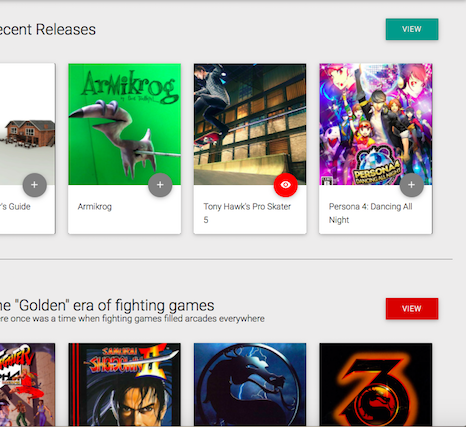 ecent Releases
VIEW
ARMIKROG
's Guide
Armikrog
Tony Hawk's Pro Skater
5
Persona 4: Dancing All
Night
PERSONA4
DANCING ALL NIGHT
he "Golden" era of fighting games
ere once was a time when fighting games filled arcades everywhere
VIEW
SAMURAI
SHODOWN II
3